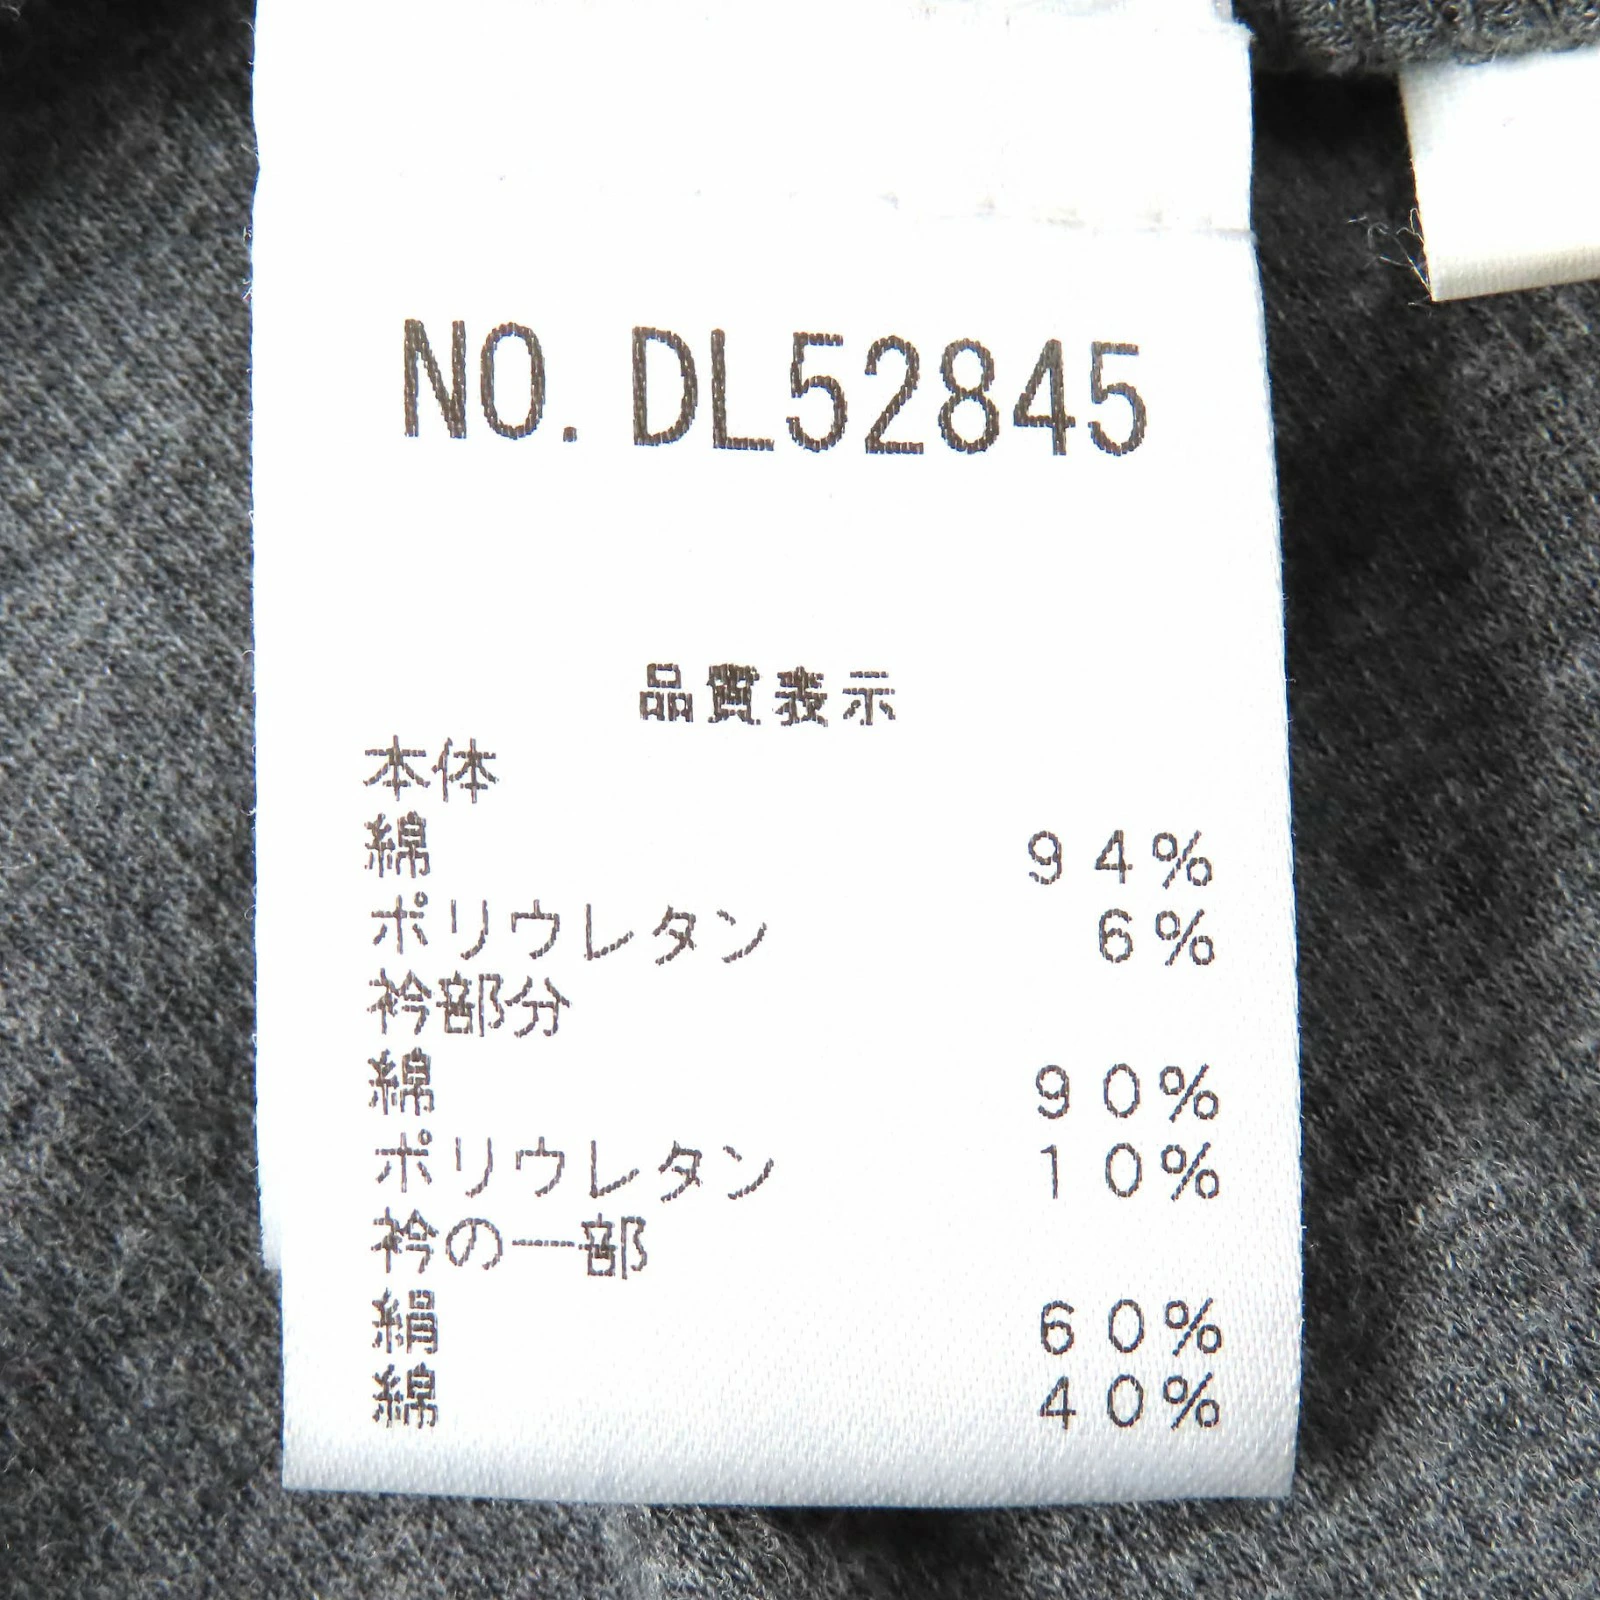 NO. DL52845
品質表示
本体
綿 94%
ポリウレタン 6%
衿部分
綿 90%
ポリウレタン 10%
衿の一部
絹 60%
綿 40%